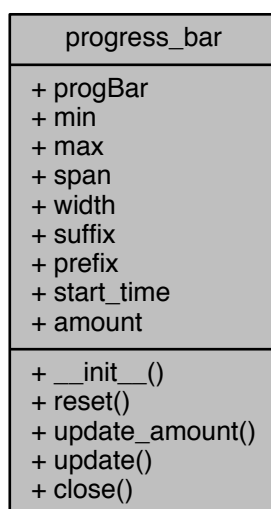 progress_bar
+ progBar
+ min
+ max
+ span
+ width
+ suffix
+ prefix
+ start_time
+ amount
+ __init__()
+ reset()
+ update_amount()
+ update()
+ close()